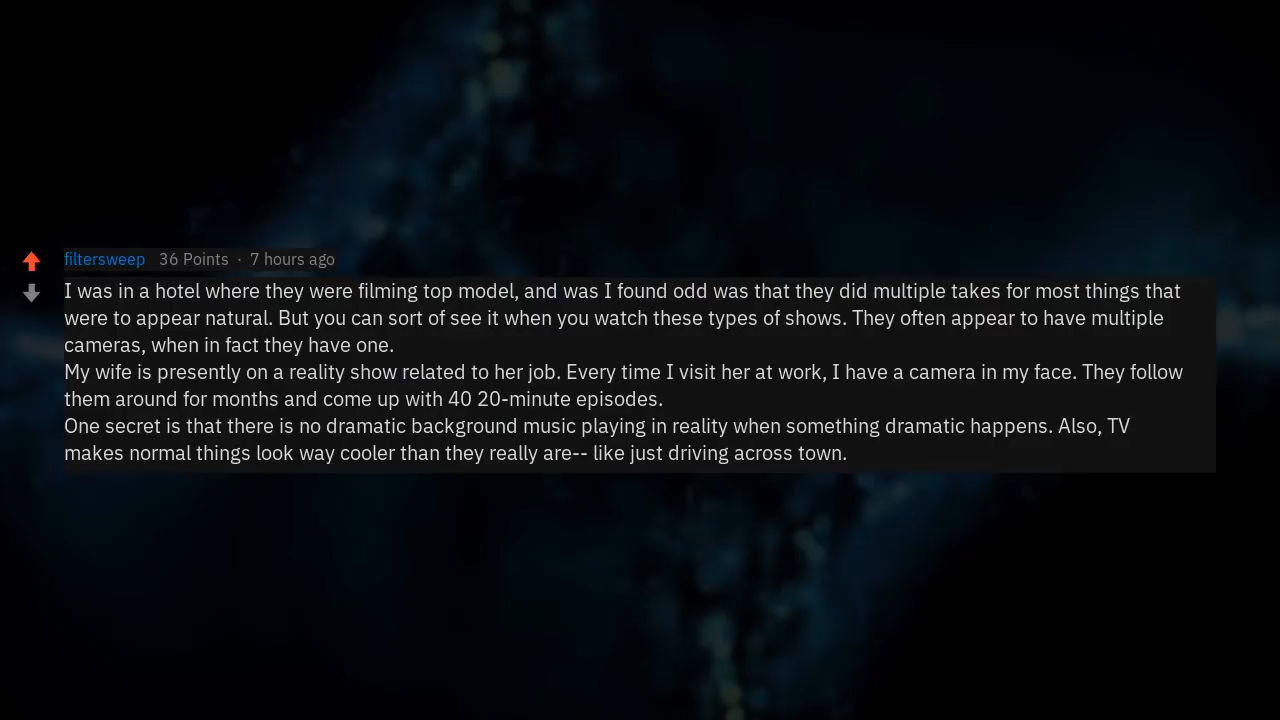 filtersweep 36 Points · 7 hours ago
I was in a hotel where they were filming top model, and was I found odd was that they did multiple takes for most things that
were to appear natural. But you can sort of see it when you watch these types of shows. They often appear to have multiple
cameras, when in fact they have one.
My wife is presently on a reality show related to her job. Every time I visit her at work, I have a camera in my face. They follow
them around for months and come up with 40 20-minute episodes.
One secret is that there is no dramatic background music playing in reality when something dramatic happens. Also, TV
makes normal things look way cooler than they really are-- like just driving across town.